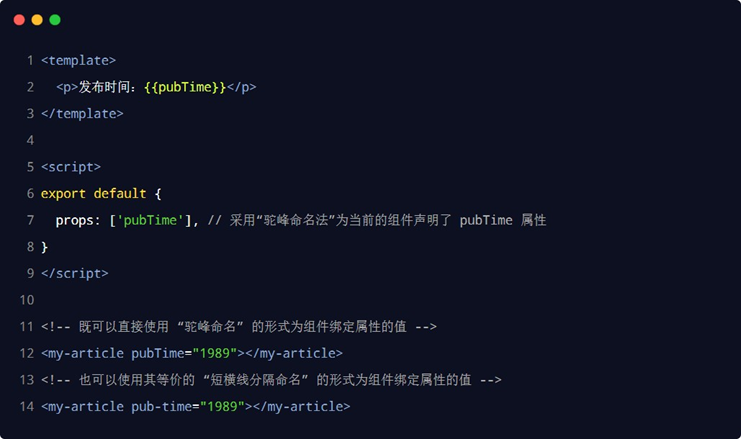 1 <template>
2   <p>发布时间：{{pubTime}}</p>
3 </template>
4
5 <script>
6 export default {
7   props: ['pubTime'], // 采用“驼峰命名法”为当前的组件声明了 pubTime 属性
8 }
9 </script>
10
11 <!-- 既可以直接使用 “驼峰命名” 的形式为组件绑定属性的值 -->
12 <my-article pubTime="1989"></my-article>
13 <!-- 也可以使用其等价的 “短横线分隔命名” 的形式为组件绑定属性的值 -->
14 <my-article pub-time="1989"></my-article>